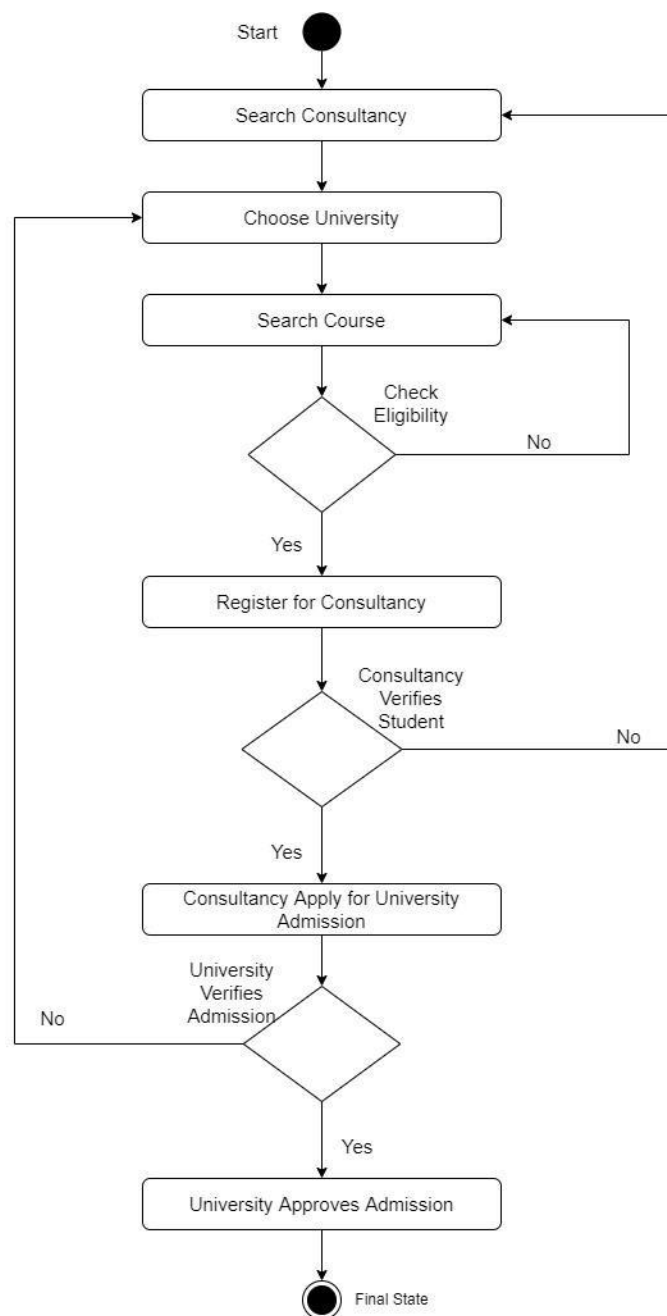 Start
Search Consultancy
Choose University
Search Course
Check
Eligibility
No
Yes
Register for Consultancy
Consultancy
Verifies
Student
No
Yes
Consultancy Apply for University
Admission
University
Verifies
Admission
No
Yes
University Approves Admission
Final State